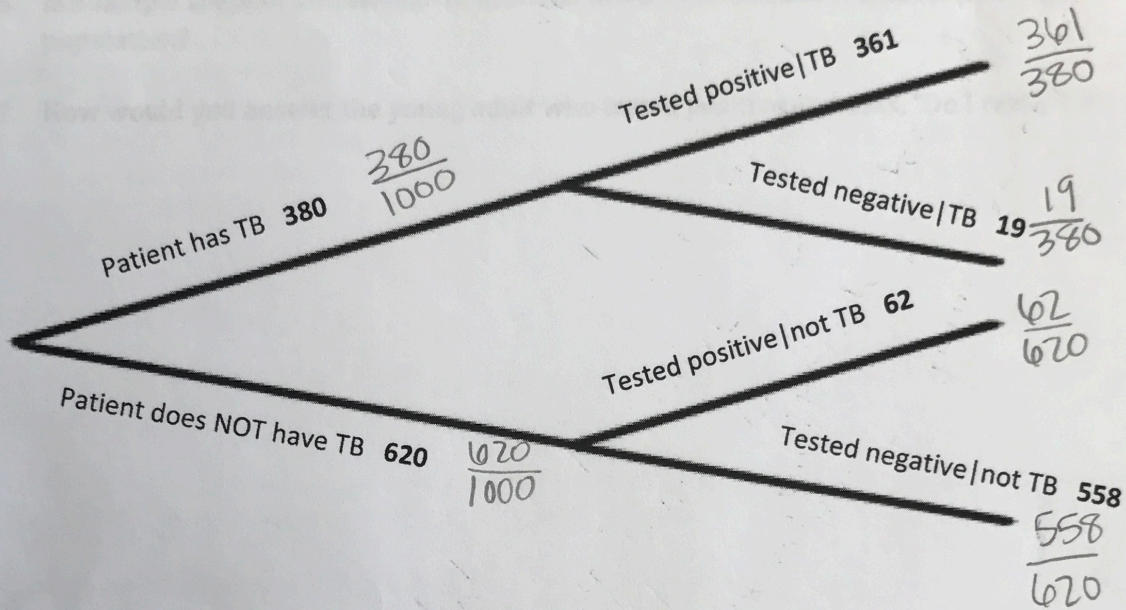 Tested positive|TB 361
361
380
Patient has TB 380
380
1000
Tested negative|TB 19
19
380
Tested positive|not TB 62
62
620
Patient does NOT have TB 620
620
1000
Tested negative|not TB 558
558
620